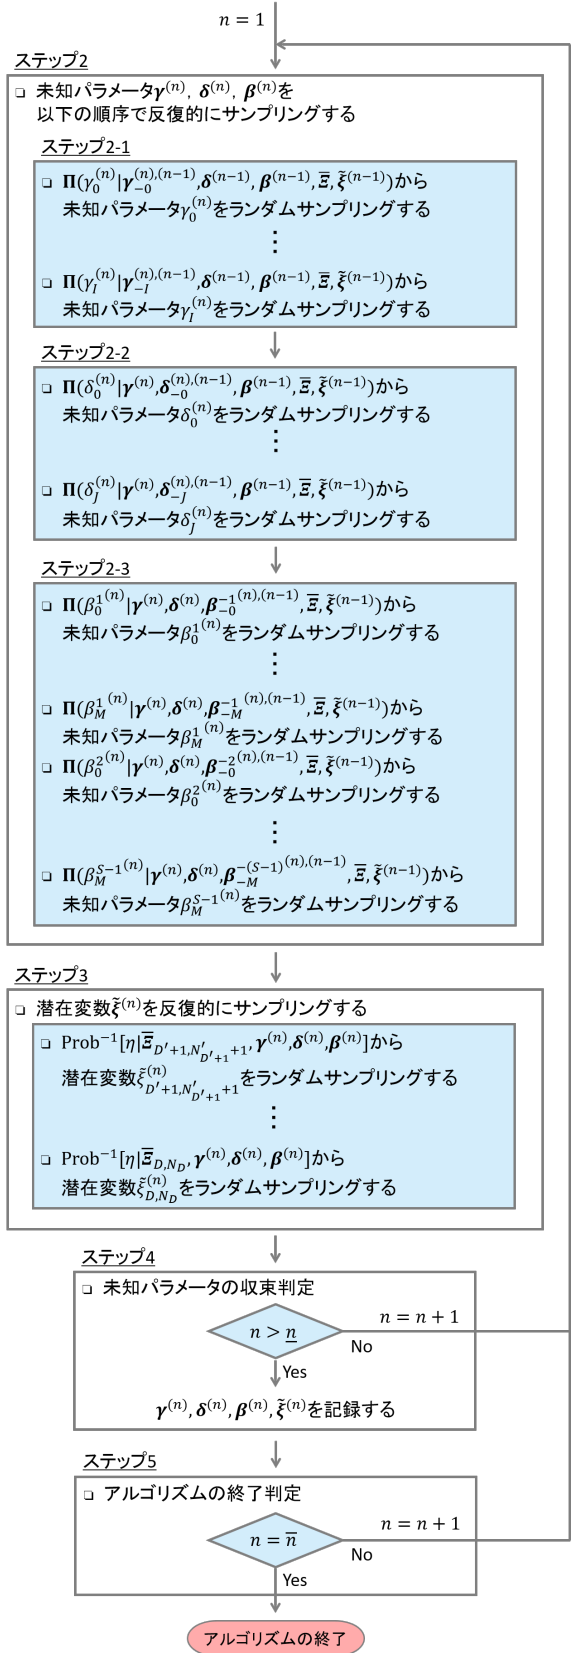 n = 1
ステップ2
❏ 未知パラメータγ⁽ⁿ⁾, δ⁽ⁿ⁾, β⁽ⁿ⁾を
以下の順序で反復的にサンプリングする
ステップ2-1
❏ Π(γ_0^{(n)}|γ_{-0}^{(n),(n-1)},δ^{(n-1)}, β^{(n-1)}, Ξ̅, ξ̃^{(n-1)})から
未知パラメータγ_0^{(n)}をランダムサンプリングする
⋮
❏ Π(γ_I^{(n)}|γ_{-I}^{(n),(n-1)},δ^{(n-1)}, β^{(n-1)}, Ξ̅, ξ̃^{(n-1)})から
未知パラメータγ_I^{(n)}をランダムサンプリングする
ステップ2-2
❏ Π(δ_0^{(n)}|γ^{(n)},δ_{-0}^{(n),(n-1)}, β^{(n-1)}, Ξ̅, ξ̃^{(n-1)})から
未知パラメータδ_0^{(n)}をランダムサンプリングする
⋮
❏ Π(δ_J^{(n)}|γ^{(n)},δ_{-J}^{(n),(n-1)}, β^{(n-1)}, Ξ̅, ξ̃^{(n-1)})から
未知パラメータδ_J^{(n)}をランダムサンプリングする
ステップ2-3
❏ Π(β_0^{1(n)}|γ^{(n)},δ^{(n)},β_{-0}^{-1(n),(n-1)}, Ξ̅, ξ̃^{(n-1)})から
未知パラメータβ_0^{1(n)}をランダムサンプリングする
⋮
❏ Π(β_M^{1(n)}|γ^{(n)},δ^{(n)},β_{-M}^{-1(n),(n-1)}, Ξ̅, ξ̃^{(n-1)})から
未知パラメータβ_M^{1(n)}をランダムサンプリングする
❏ Π(β_0^{2(n)}|γ^{(n)},δ^{(n)},β_{-0}^{-2(n),(n-1)}, Ξ̅, ξ̃^{(n-1)})から
未知パラメータβ_0^{2(n)}をランダムサンプリングする
⋮
❏ Π(β_M^{S-1(n)}|γ^{(n)},δ^{(n)},β_{-M}^{-(S-1)(n),(n-1)}, Ξ̅, ξ̃^{(n-1)})から
未知パラメータβ_M^{S-1(n)}をランダムサンプリングする
ステップ3
❏ 潜在変数ξ̃^{(n)}を反復的にサンプリングする
❏ Prob^{-1}[η|Ξ̅_{D′+1,N′_{D′+1}+1}, γ^{(n)},δ^{(n)},β^{(n)}]から
潜在変数ξ̃_{D′+1,N′_{D′+1}+1}^{(n)}をランダムサンプリングする
⋮
❏ Prob^{-1}[η|Ξ̅_{D,N_D}, γ^{(n)},δ^{(n)}, β^{(n)}]から
潜在変数ξ̃_{D,N_D}^{(n)}をランダムサンプリングする
ステップ4
❏ 未知パラメータの収束判定
n = n + 1
n > n̲
No
Yes
γ^{(n)}, δ^{(n)}, β^{(n)}, ξ̃^{(n)}を記録する
ステップ5
❏ アルゴリズムの終了判定
n = n + 1
n = n̅
No
Yes
アルゴリズムの終了